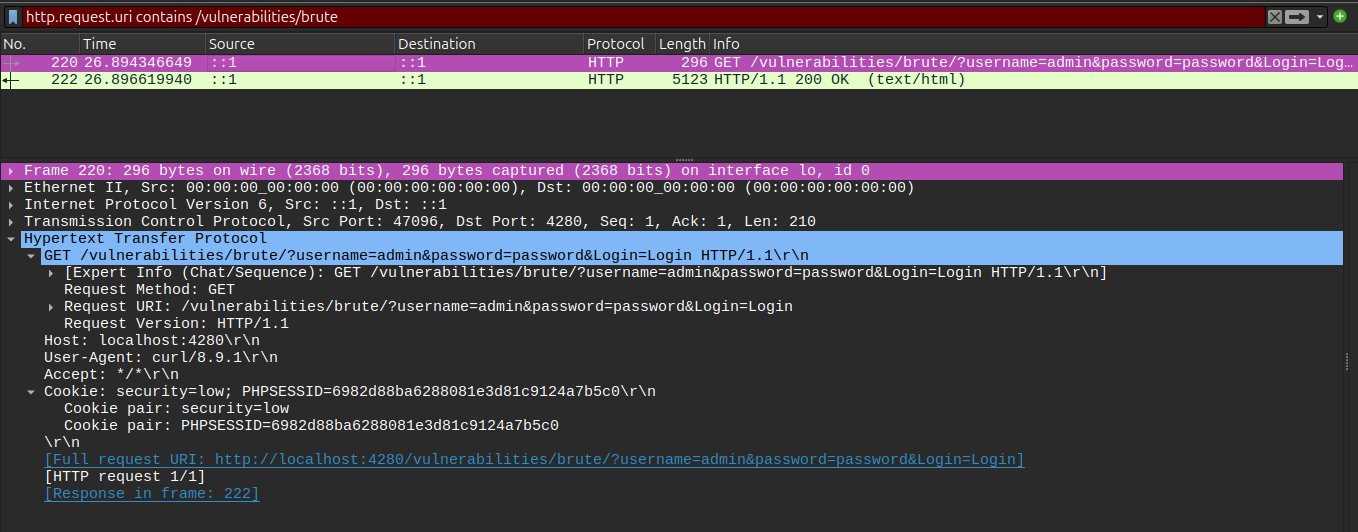 http.request.uri contains /vulnerabilities/brute
No. Time Source Destination Protocol Length Info
220 26.894346649 ::1 ::1 HTTP 296 GET /vulnerabilities/brute/?username=admin&password=password&Login=Log…
222 26.896619940 ::1 ::1 HTTP 5123 HTTP/1.1 200 OK (text/html)
Frame 220: 296 bytes on wire (2368 bits), 296 bytes captured (2368 bits) on interface lo, id 0
Ethernet II, Src: 00:00:00_00:00:00 (00:00:00:00:00:00), Dst: 00:00:00_00:00:00 (00:00:00:00:00:00)
Internet Protocol Version 6, Src: ::1, Dst: ::1
Transmission Control Protocol, Src Port: 47096, Dst Port: 4280, Seq: 1, Ack: 1, Len: 210
Hypertext Transfer Protocol
GET /vulnerabilities/brute/?username=admin&password=password&Login=Login HTTP/1.1\r\n
[Expert Info (Chat/Sequence): GET /vulnerabilities/brute/?username=admin&password=password&Login=Login HTTP/1.1\r\n]
Request Method: GET
Request URI: /vulnerabilities/brute/?username=admin&password=password&Login=Login
Request Version: HTTP/1.1
Host: localhost:4280\r\n
User-Agent: curl/8.9.1\r\n
Accept: */*\r\n
Cookie: security=low; PHPSESSID=6982d88ba6288081e3d81c9124a7b5c0\r\n
Cookie pair: security=low
Cookie pair: PHPSESSID=6982d88ba6288081e3d81c9124a7b5c0
\r\n
[Full request URI: http://localhost:4280/vulnerabilities/brute/?username=admin&password=password&Login=Login]
[HTTP request 1/1]
[Response in frame: 222]